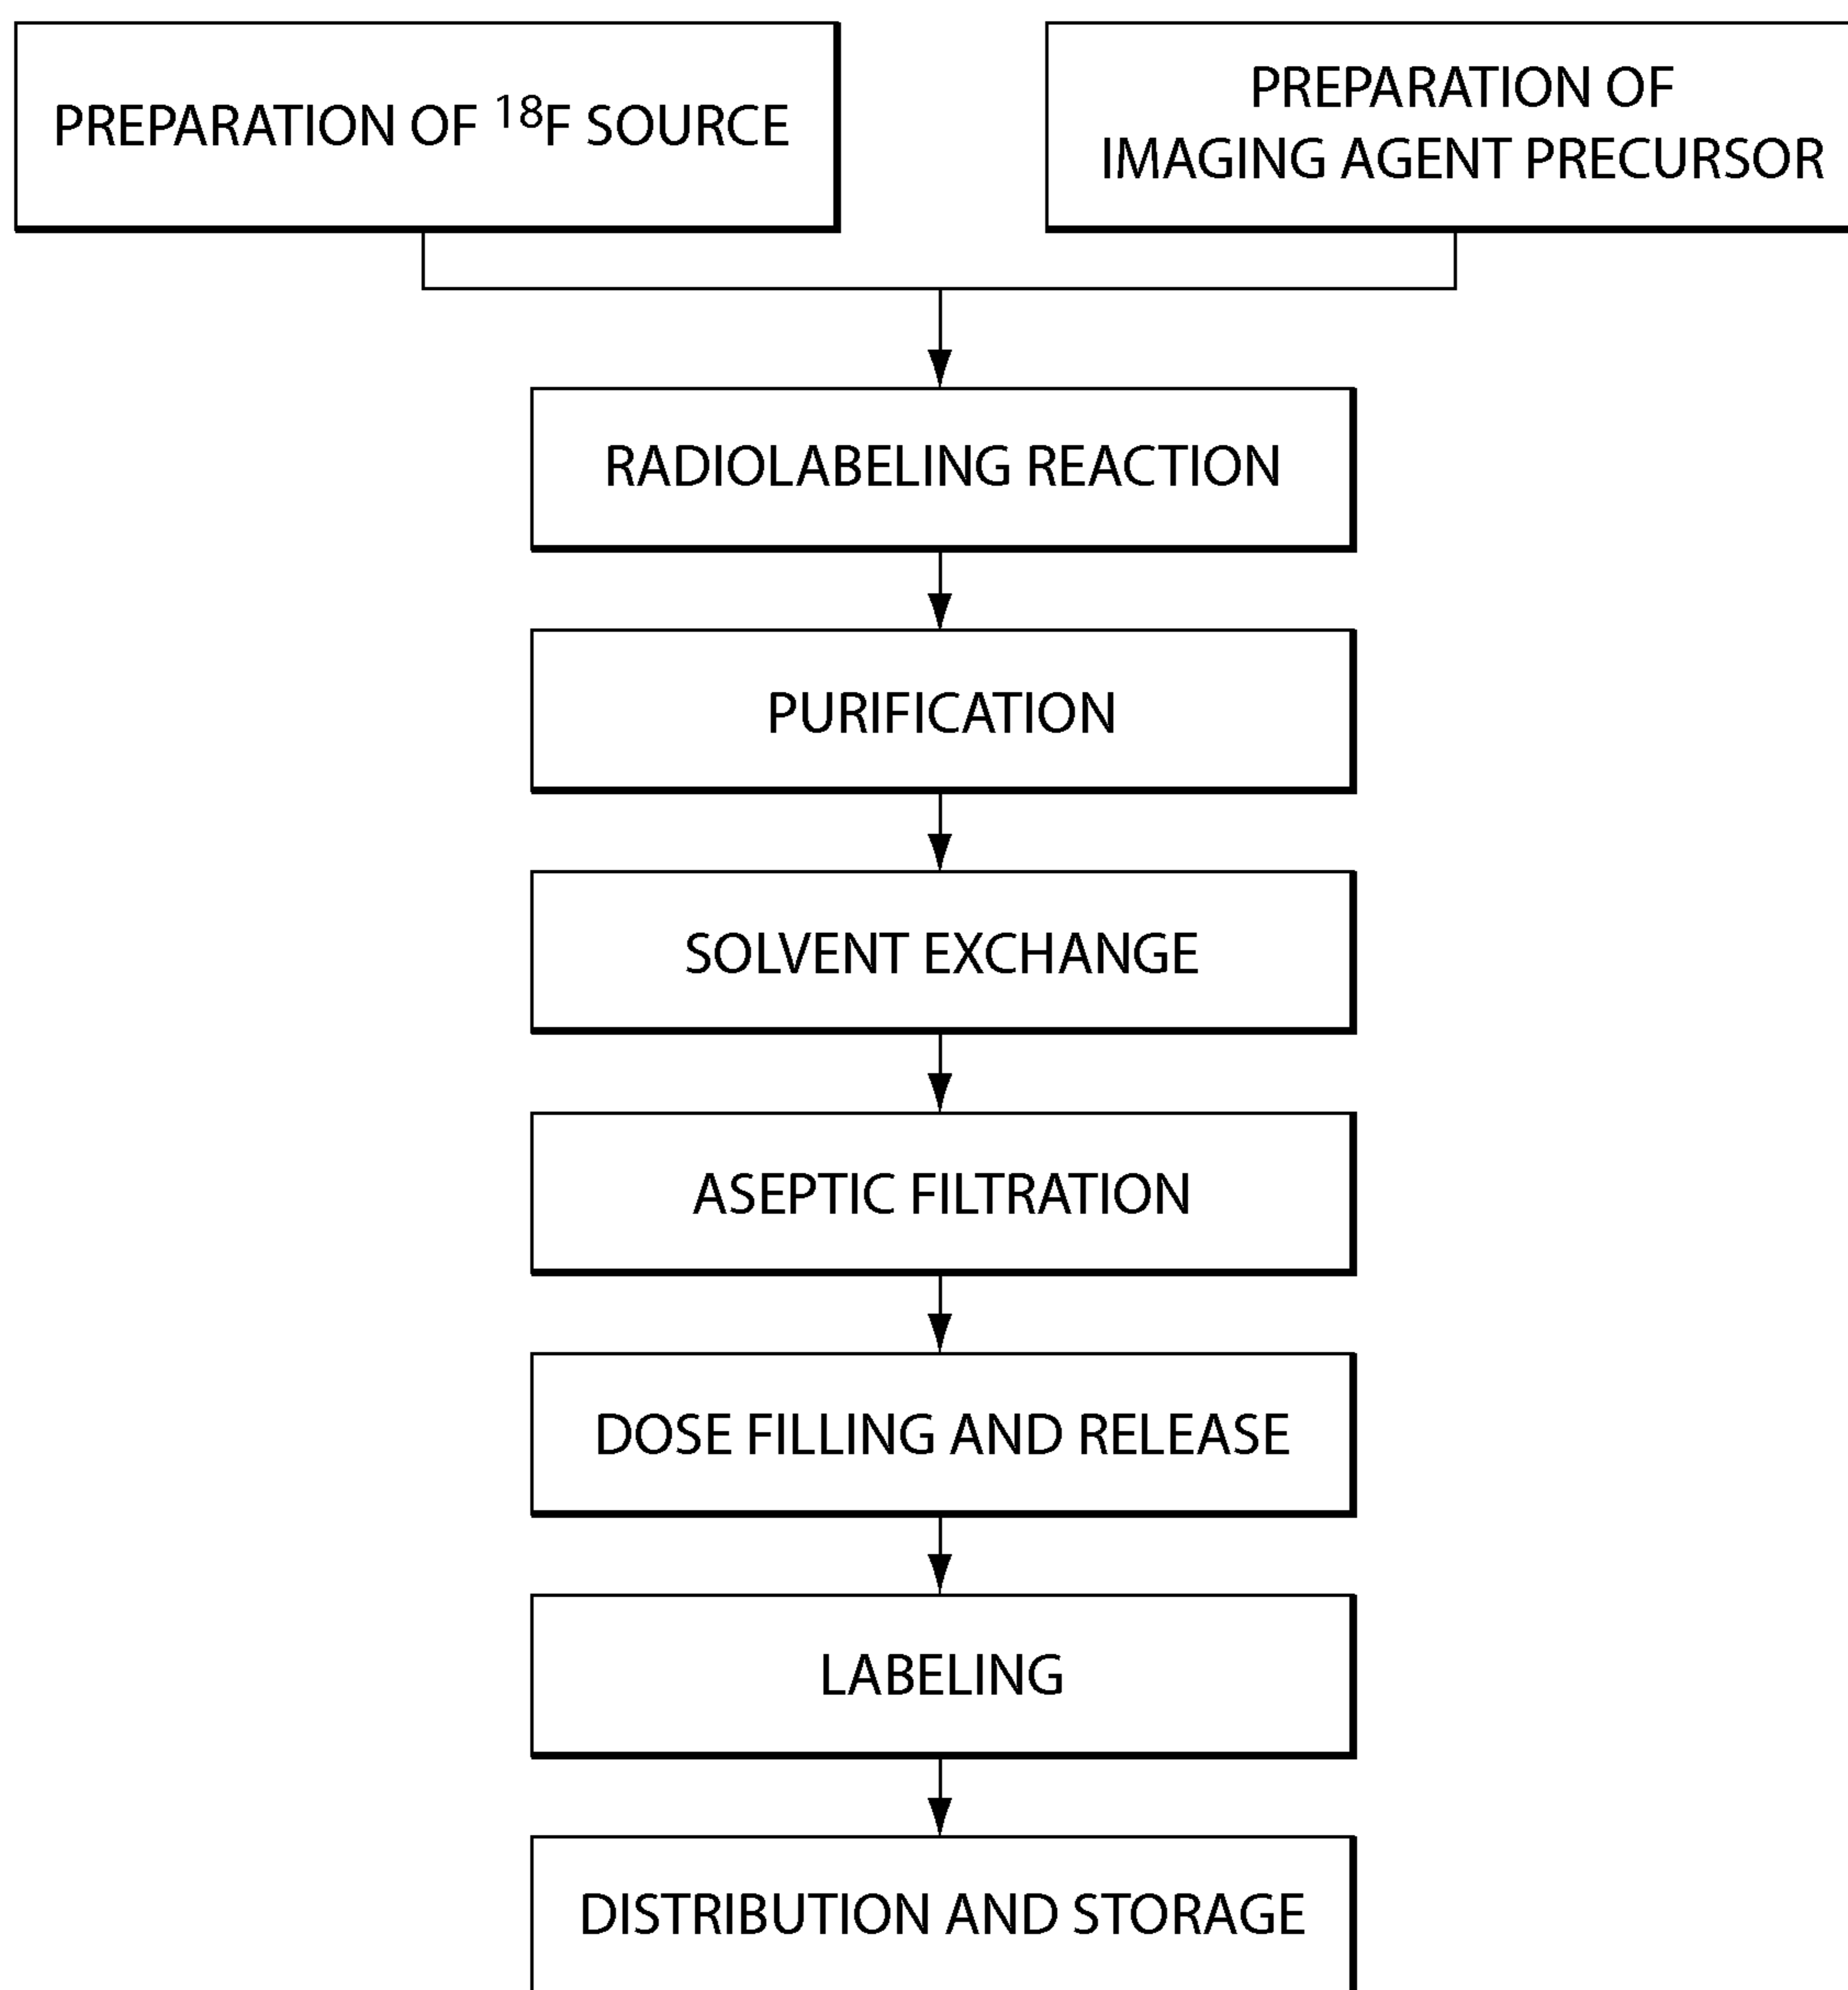 PREPARATION OF ¹⁸F SOURCE
PREPARATION OF
IMAGING AGENT PRECURSOR
RADIOLABELING REACTION
PURIFICATION
SOLVENT EXCHANGE
ASEPTIC FILTRATION
DOSE FILLING AND RELEASE
LABELING
DISTRIBUTION AND STORAGE